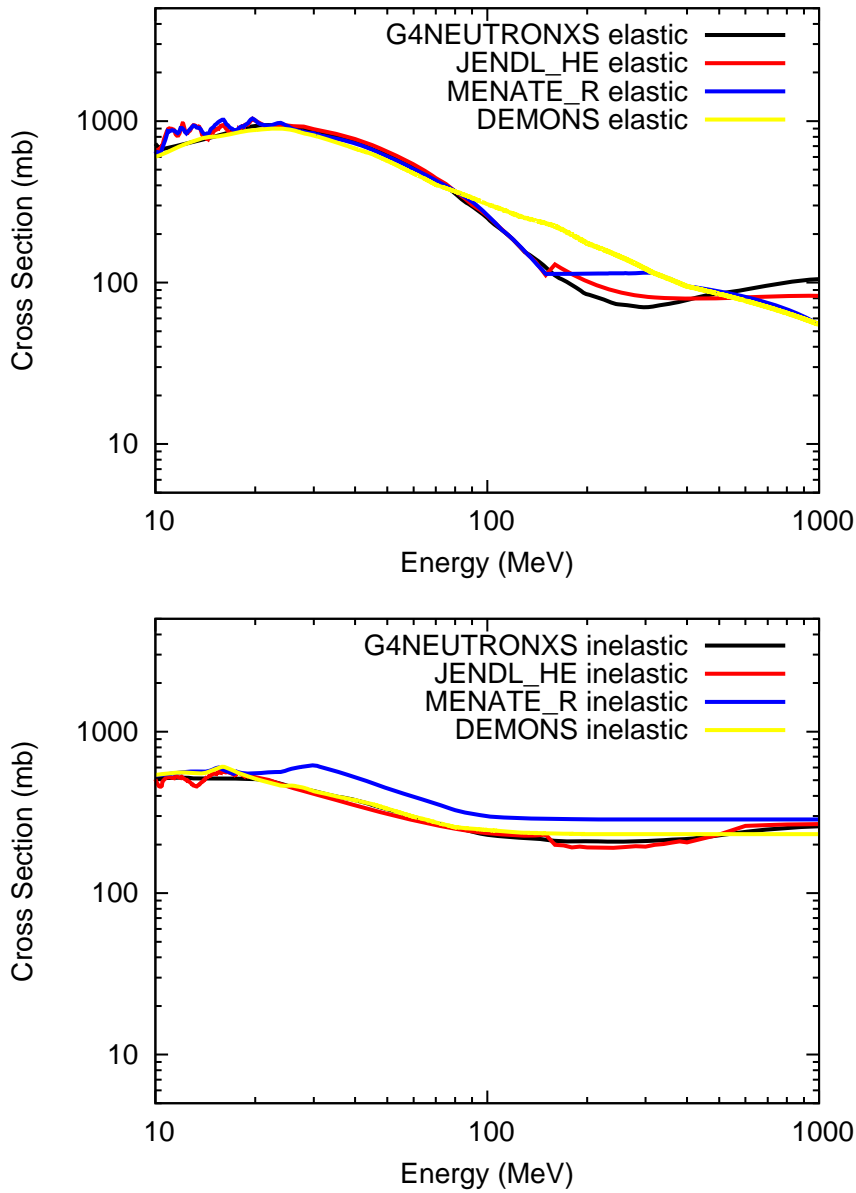 G4NEUTRONXS elastic
JENDL_HE elastic
MENATE_R elastic
DEMONS elastic
1000
100
10
Cross Section (mb)
10 100 1000
Energy (MeV)
G4NEUTRONXS inelastic
JENDL_HE inelastic
MENATE_R inelastic
DEMONS inelastic
1000
100
10
Cross Section (mb)
10 100 1000
Energy (MeV)